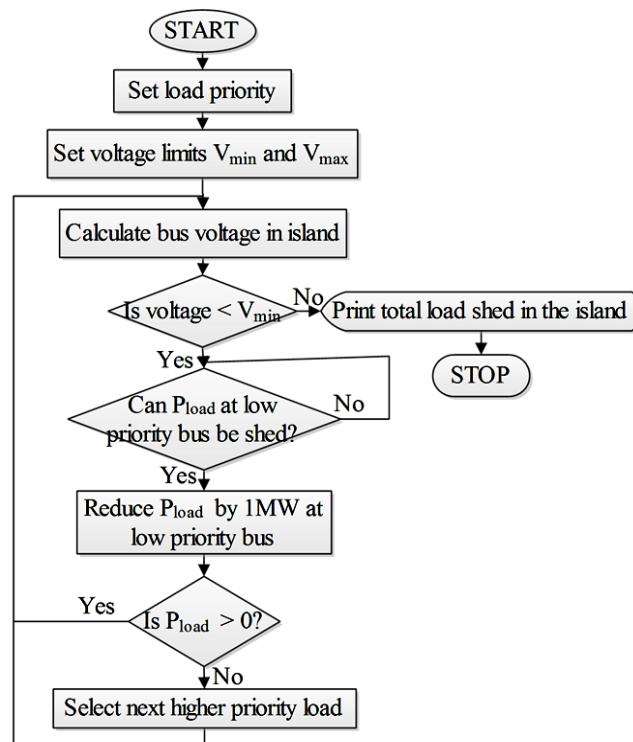 START
Set load priority
Set voltage limits Vmin and Vmax
Calculate bus voltage in island
Is voltage < Vmin
No
Print total load shed in the island
Yes
STOP
Can Pload at low
priority bus be shed?
No
Yes
Reduce Pload by 1MW at
low priority bus
Yes
Is Pload > 0?
No
Select next higher priority load